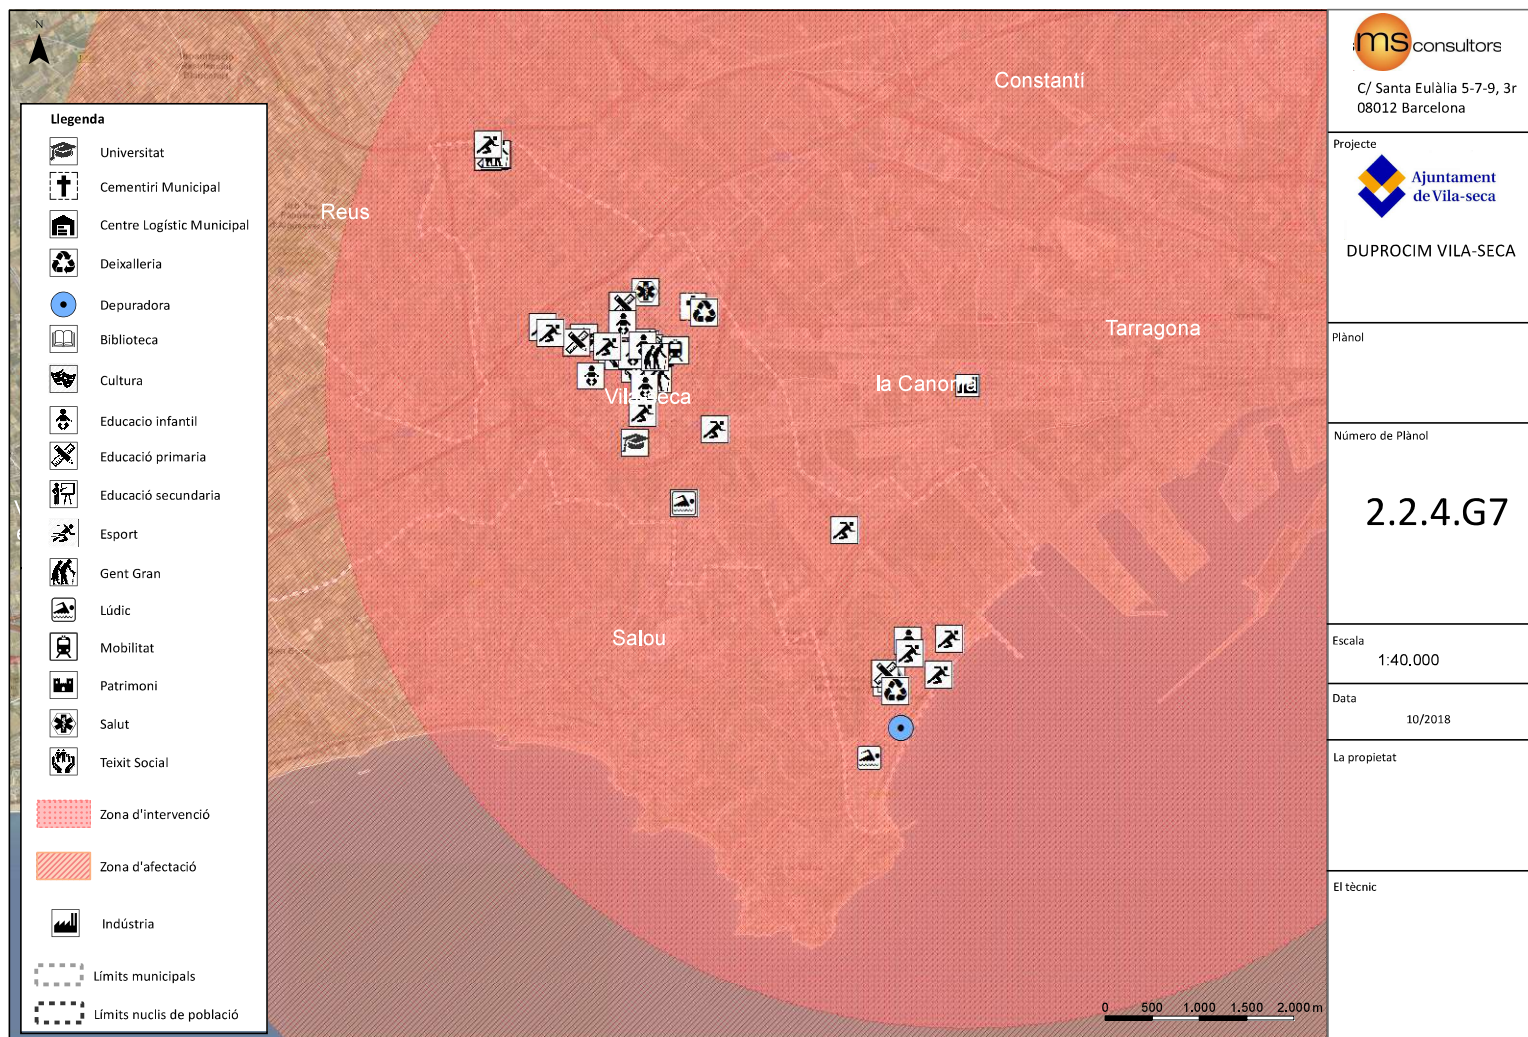 N
Llegenda
Universitat
Cementiri Municipal
Centre Logístic Municipal
Deixalleria
Depuradora
Biblioteca
Cultura
Educacio infantil
Educació primaria
Educació secundaria
Esport
Gent Gran
Lúdic
Mobilitat
Patrimoni
Salut
Teixit Social
Zona d'intervenció
Zona d'afectació
Indústria
Límits municipals
Límits nuclis de població
Constantí
Reus
Tarragona
la Canonja
Vila-seca
Salou
0 500 1.000 1.500 2.000 m
ms consultors
C/ Santa Eulàlia 5-7-9, 3r
08012 Barcelona
Projecte
Ajuntament
de Vila-seca
DUPROCIM VILA-SECA
Plànol
Número de Plànol
2.2.4.G7
Escala
1:40.000
Data
10/2018
La propietat
El tècnic